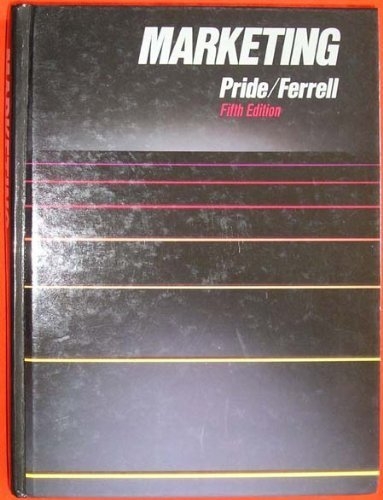 MARKETING
Pride/Ferrell
Fifth Edition